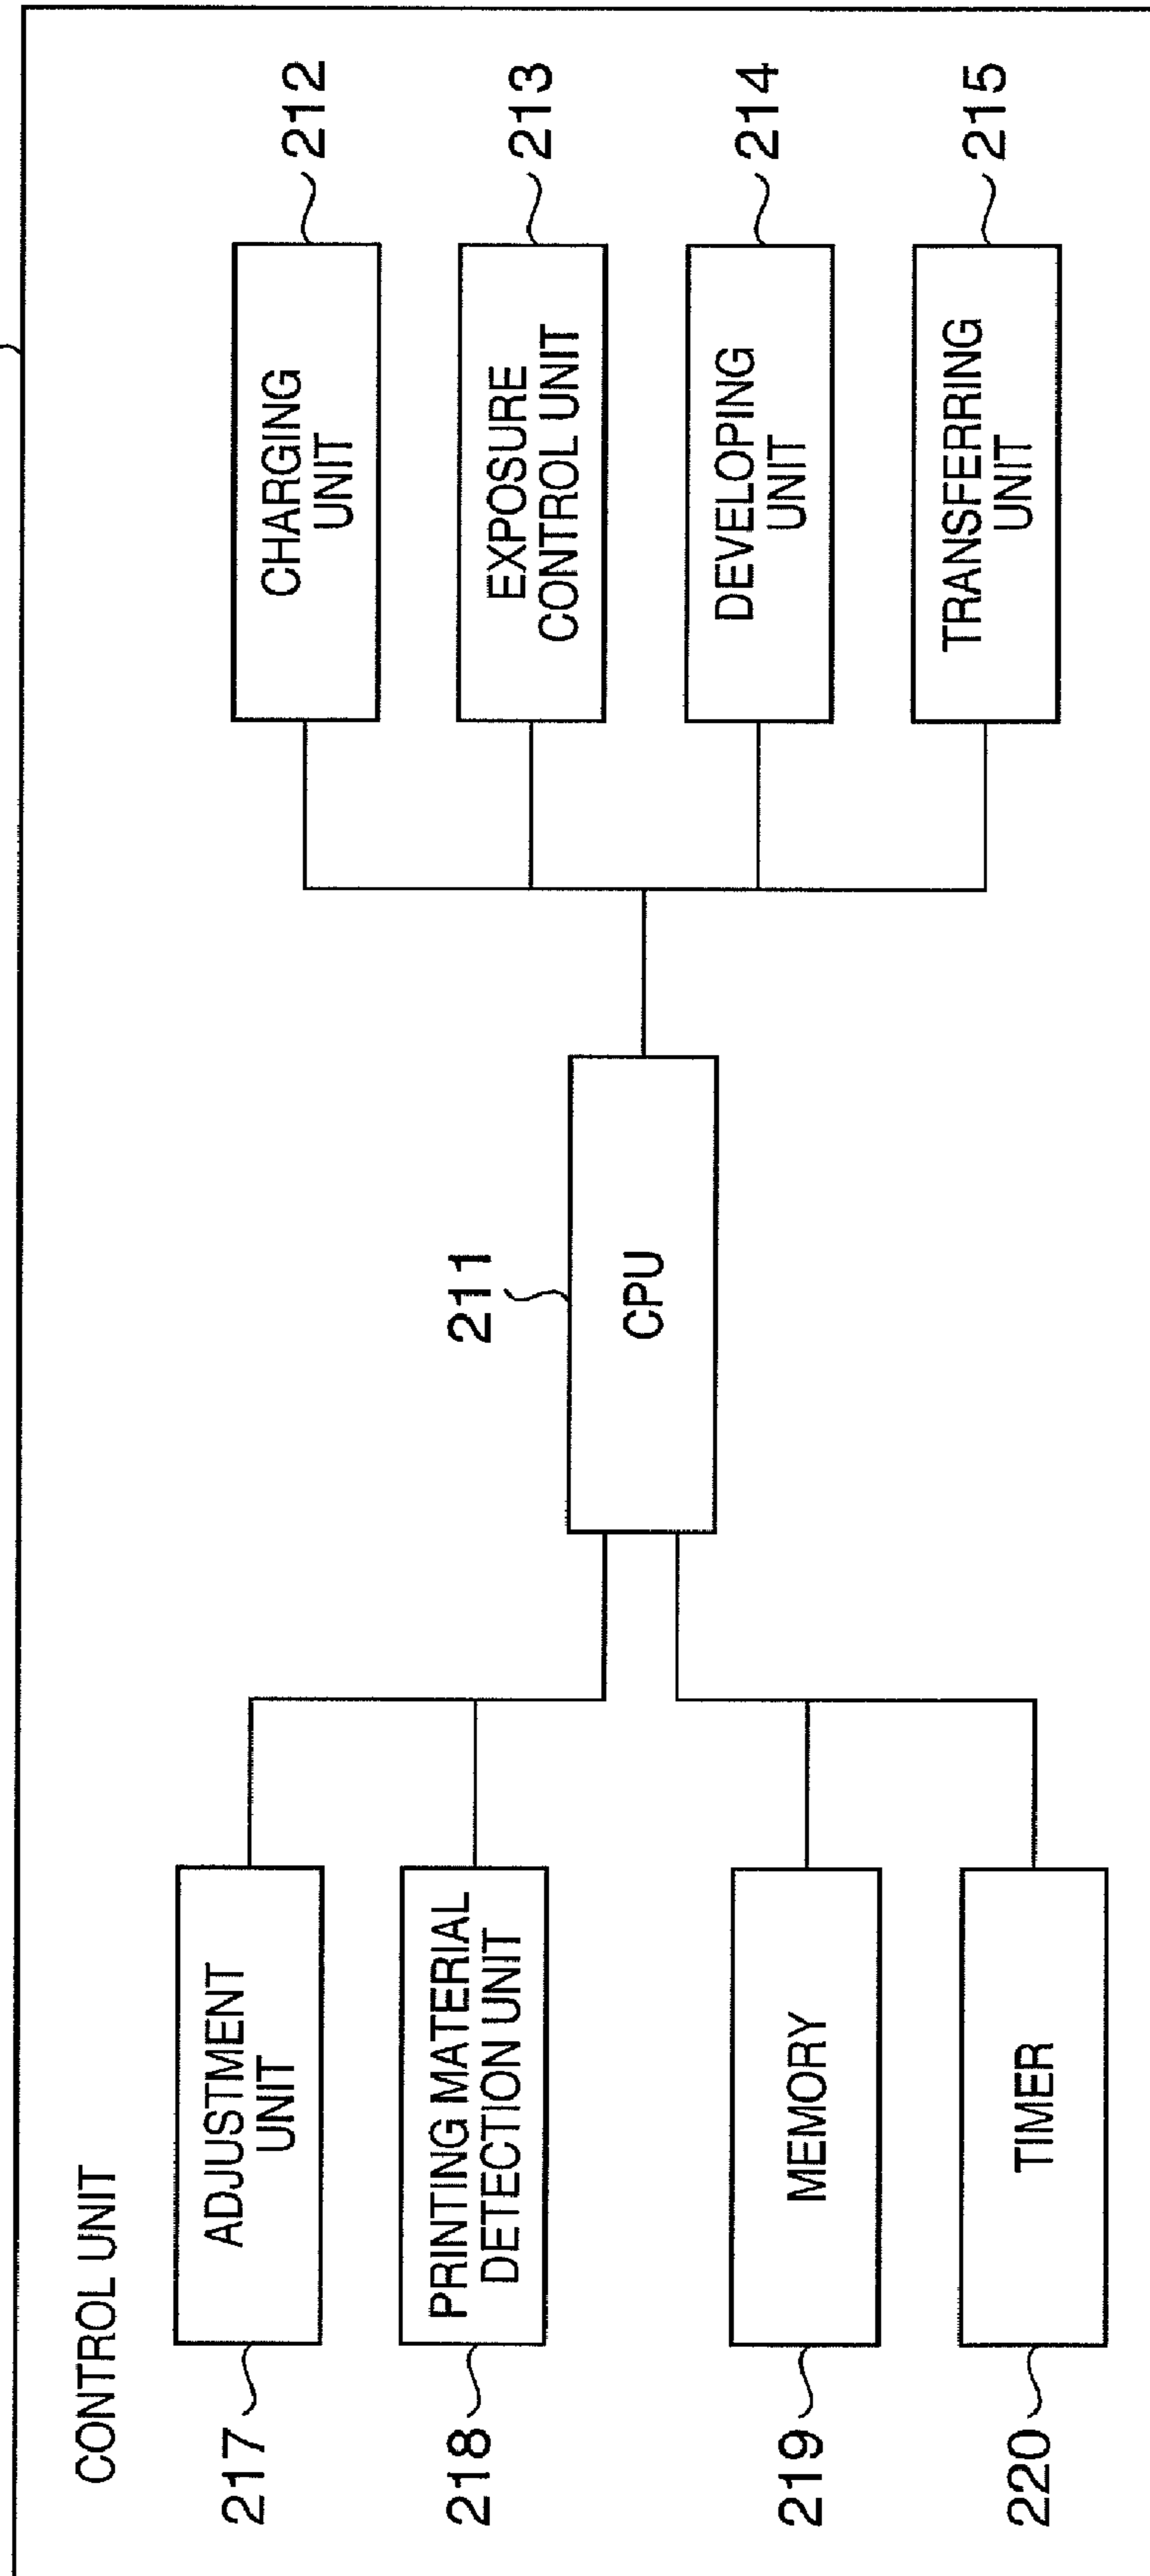 CONTROL UNIT
217
ADJUSTMENT
UNIT
218
PRINTING MATERIAL
DETECTION UNIT
219
MEMORY
220
TIMER
211
CPU
212
CHARGING
UNIT
213
EXPOSURE
CONTROL UNIT
214
DEVELOPING
UNIT
215
TRANSFERRING
UNIT